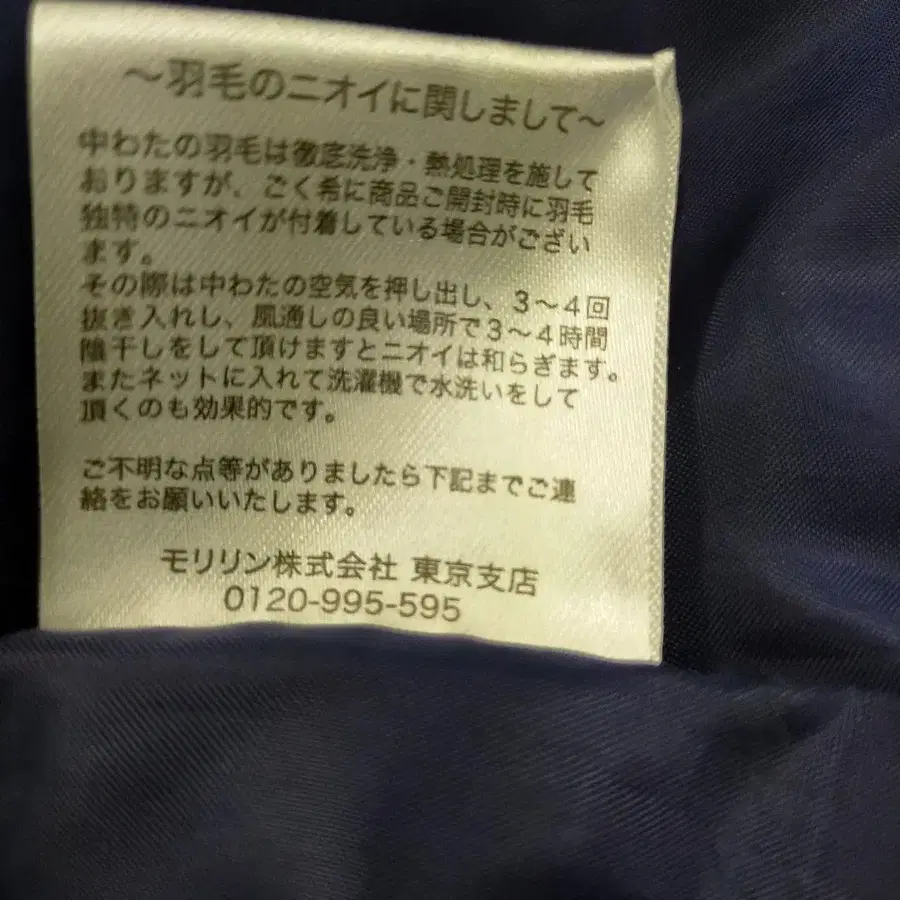 ～羽毛のニオイに関しまして～
中わたの羽毛は徹底洗浄・熱処理を施して
おりますが、ごく希に商品ご開封時に羽毛
独特のニオイが付着している場合がござい
ます。
その際は中わたの空気を押し出し、3～4回
抜き入れし、風通しの良い場所で3～4時間
陰干しをして頂けますとニオイは和らぎます。
またネットに入れて洗濯機で水洗いをして
頂くのも効果的です。
ご不明な点等がありましたら下記までご連
絡をお願いいたします。
モリリン株式会社 東京支店
0120-995-595